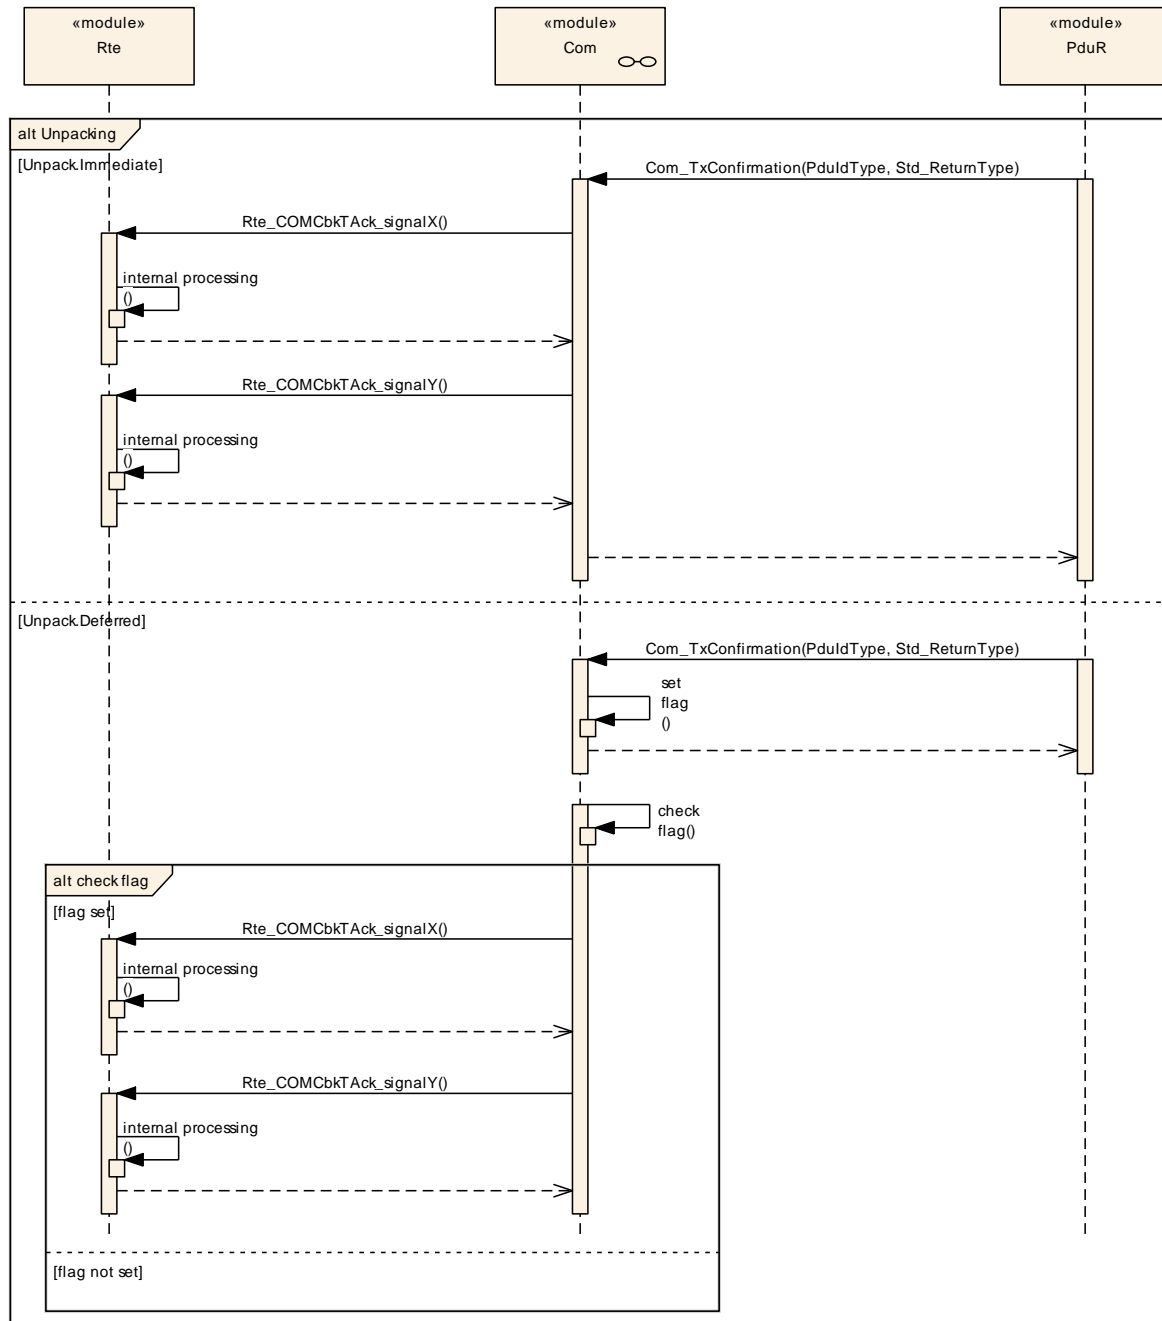 «module»
Rte
«module»
Com
«module»
PduR
alt Unpacking
[Unpack.Immediate]
Com_TxConfirmation(PduIdType, Std_ReturnType)
Rte_COMCbkTAck_signalX()
internal processing
()
Rte_COMCbkTAck_signalY()
internal processing
()
[Unpack.Deferred]
Com_TxConfirmation(PduIdType, Std_ReturnType)
set
flag
()
check
flag()
alt check flag
[flag set]
Rte_COMCbkTAck_signalX()
internal processing
()
Rte_COMCbkTAck_signalY()
internal processing
()
[flag not set]